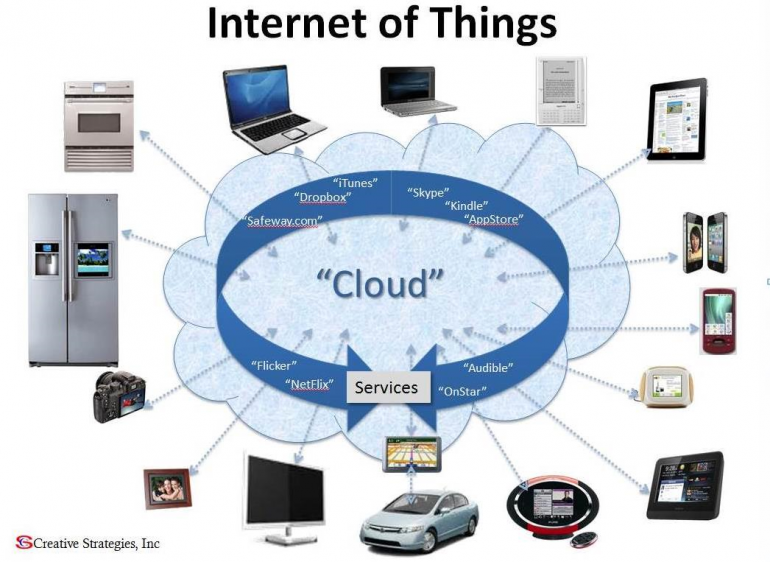 Internet of Things
“iTunes”
“Skype”
“Dropbox”
“Kindle”
“Safeway.com”
“AppStore”
“Cloud”
“Flicker”
“Audible”
“NetFlix”
Services
“OnStar”
Creative Strategies, Inc